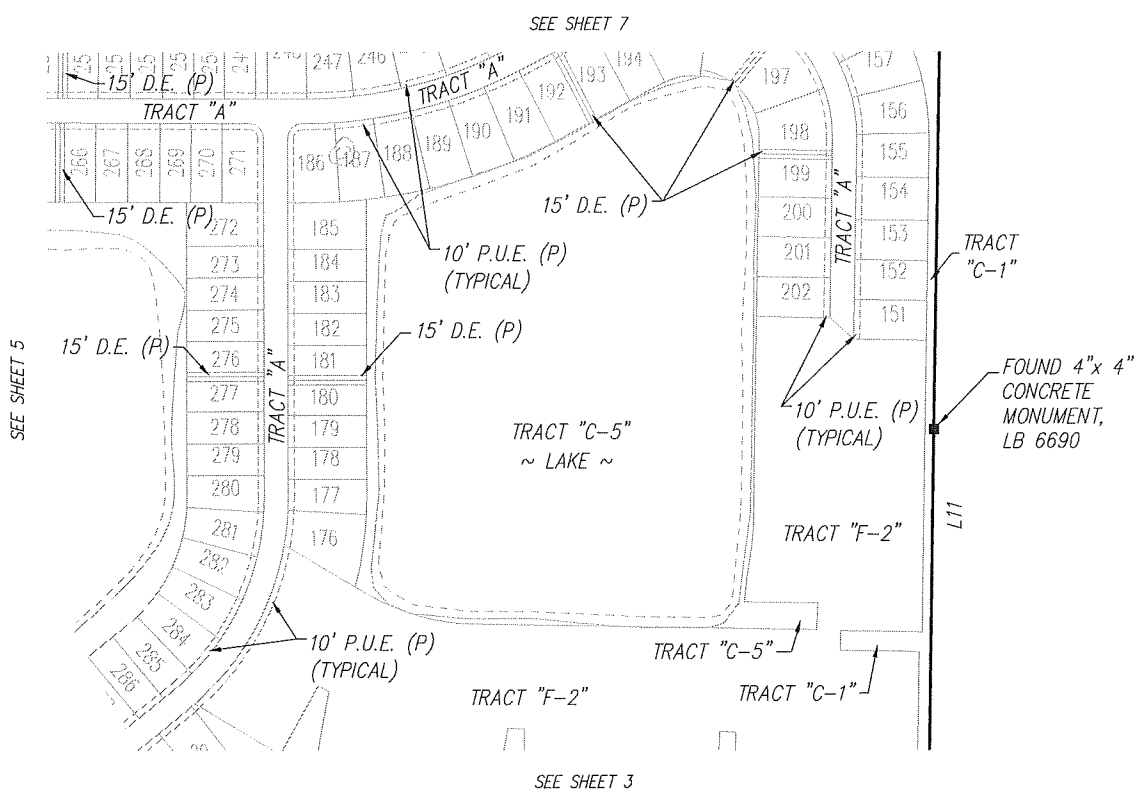 SEE SHEET 7
247
246
193
194
197
157
15' D.E. (P)
TRACT "A"
TRACT "A"
192
191
190
189
188
187
186
156
198
155
266
267
268
269
270
271
199
154
15' D.E. (P)
15' D.E. (P)
200
153
TRACT "A"
272
185
10' P.U.E. (P)
(TYPICAL)
201
152
TRACT
"C-1"
273
184
274
183
202
151
275
182
15' D.E. (P)
15' D.E. (P)
276
181
SEE SHEET 5
TRACT "A"
277
180
FOUND 4"x 4"
CONCRETE
MONUMENT,
LB 6690
10' P.U.E. (P)
(TYPICAL)
278
179
TRACT "C-5"
~ LAKE ~
279
178
280
177
281
176
L11
TRACT "F-2"
282
283
284
285
286
10' P.U.E. (P)
(TYPICAL)
TRACT "C-5"
TRACT "F-2"
TRACT "C-1"
SEE SHEET 3